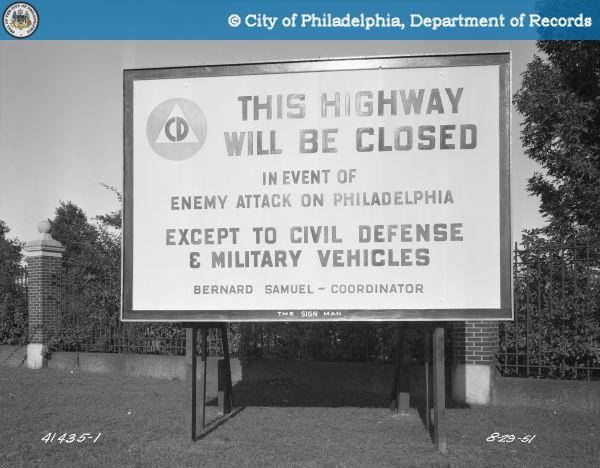 © City of Philadelphia, Department of Records
CD
THIS HIGHWAY
WILL BE CLOSED
IN EVENT OF
ENEMY ATTACK ON PHILADELPHIA
EXCEPT TO CIVIL DEFENSE
& MILITARY VEHICLES
BERNARD SAMUEL – COORDINATOR
THE SIGN MAN
41435-1
8-29-51